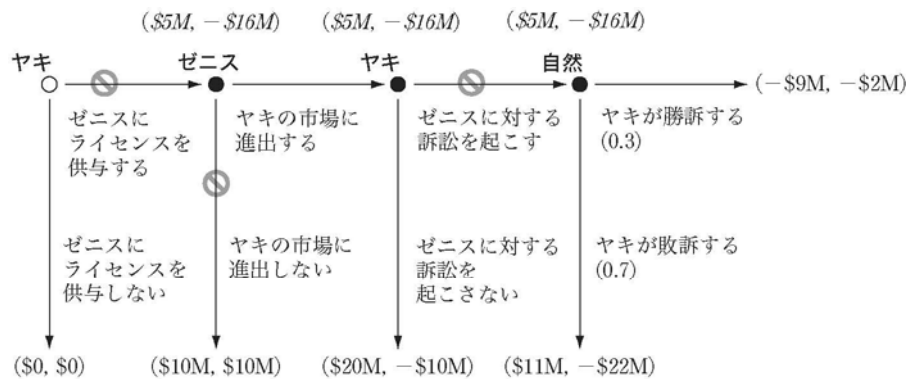 ($5M, −$16M) ($5M, −$16M) ($5M, −$16M)
ヤキ ゼニス ヤキ 自然
(−$9M, −$2M)
ゼニスに
ライセンスを
供与する
ヤキの市場に
進出する
ゼニスに対する
訴訟を起こす
ヤキが勝訴する
(0.3)
ゼニスに
ライセンスを
供与しない
ヤキの市場に
進出しない
ゼニスに対する
訴訟を
起こさない
ヤキが敗訴する
(0.7)
($0, $0) ($10M, $10M) ($20M, −$10M) ($11M, −$22M)